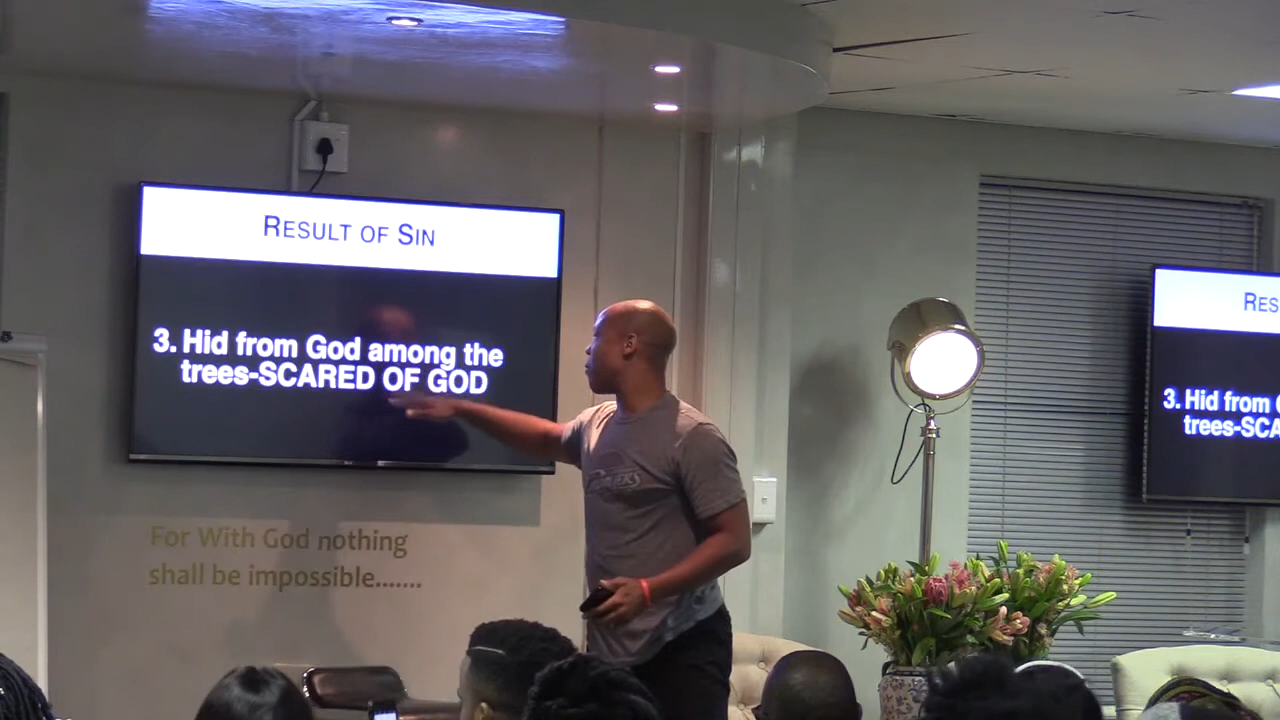 RESULT OF SIN
3. Hid from God among the
trees-SCARED OF GOD
For With God nothing
shall be impossible.......
RES
3. Hid from
trees-SCA